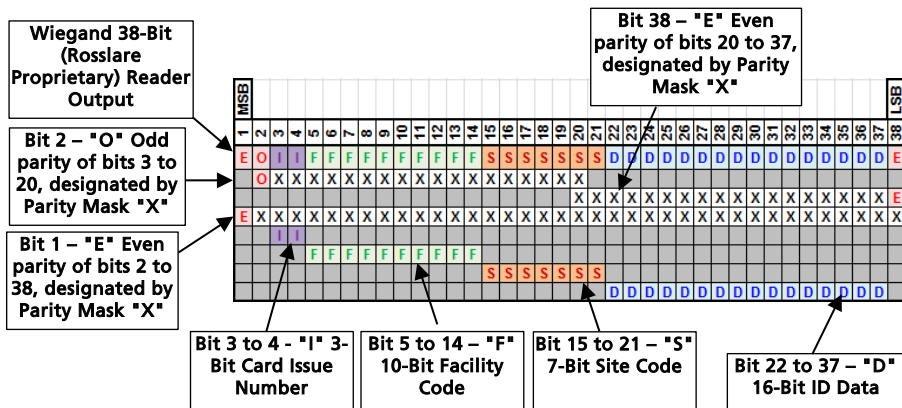 Wiegand 38-Bit
(Rosslare
Proprietary) Reader
Output
Bit 2 – "O" Odd
parity of bits 3 to
20, designated by
Parity Mask "X"
Bit 1 – "E" Even
parity of bits 2 to
38, designated by
Parity Mask "X"
Bit 38 – "E" Even
parity of bits 20 to 37,
designated by Parity
Mask "X"
MSB LSB
1 2 3 4 5 6 7 8 9 10 11 12 13 14 15 16 17 18 19 20 21 22 23 24 25 26 27 28 29 30 31 32 33 34 35 36 37 38
E O I I F F F F F F F F F F S S S S S S S D D D D D D D D D D D D D D D D E
O X X X X X X X X X X X X X X X X X X
X X X X X X X X X X X X X X X X X X E
E X X X X X X X X X X X X X X X X X X X X X X X X X X X X X X X X X X X X X
I I
F F F F F F F F F F
S S S S S S S
D D D D D D D D D D D D D D D D
Bit 3 to 4 - "I" 3-
Bit Card Issue
Number
Bit 5 to 14 – "F"
10-Bit Facility
Code
Bit 15 to 21 – "S"
7-Bit Site Code
Bit 22 to 37 – "D"
16-Bit ID Data